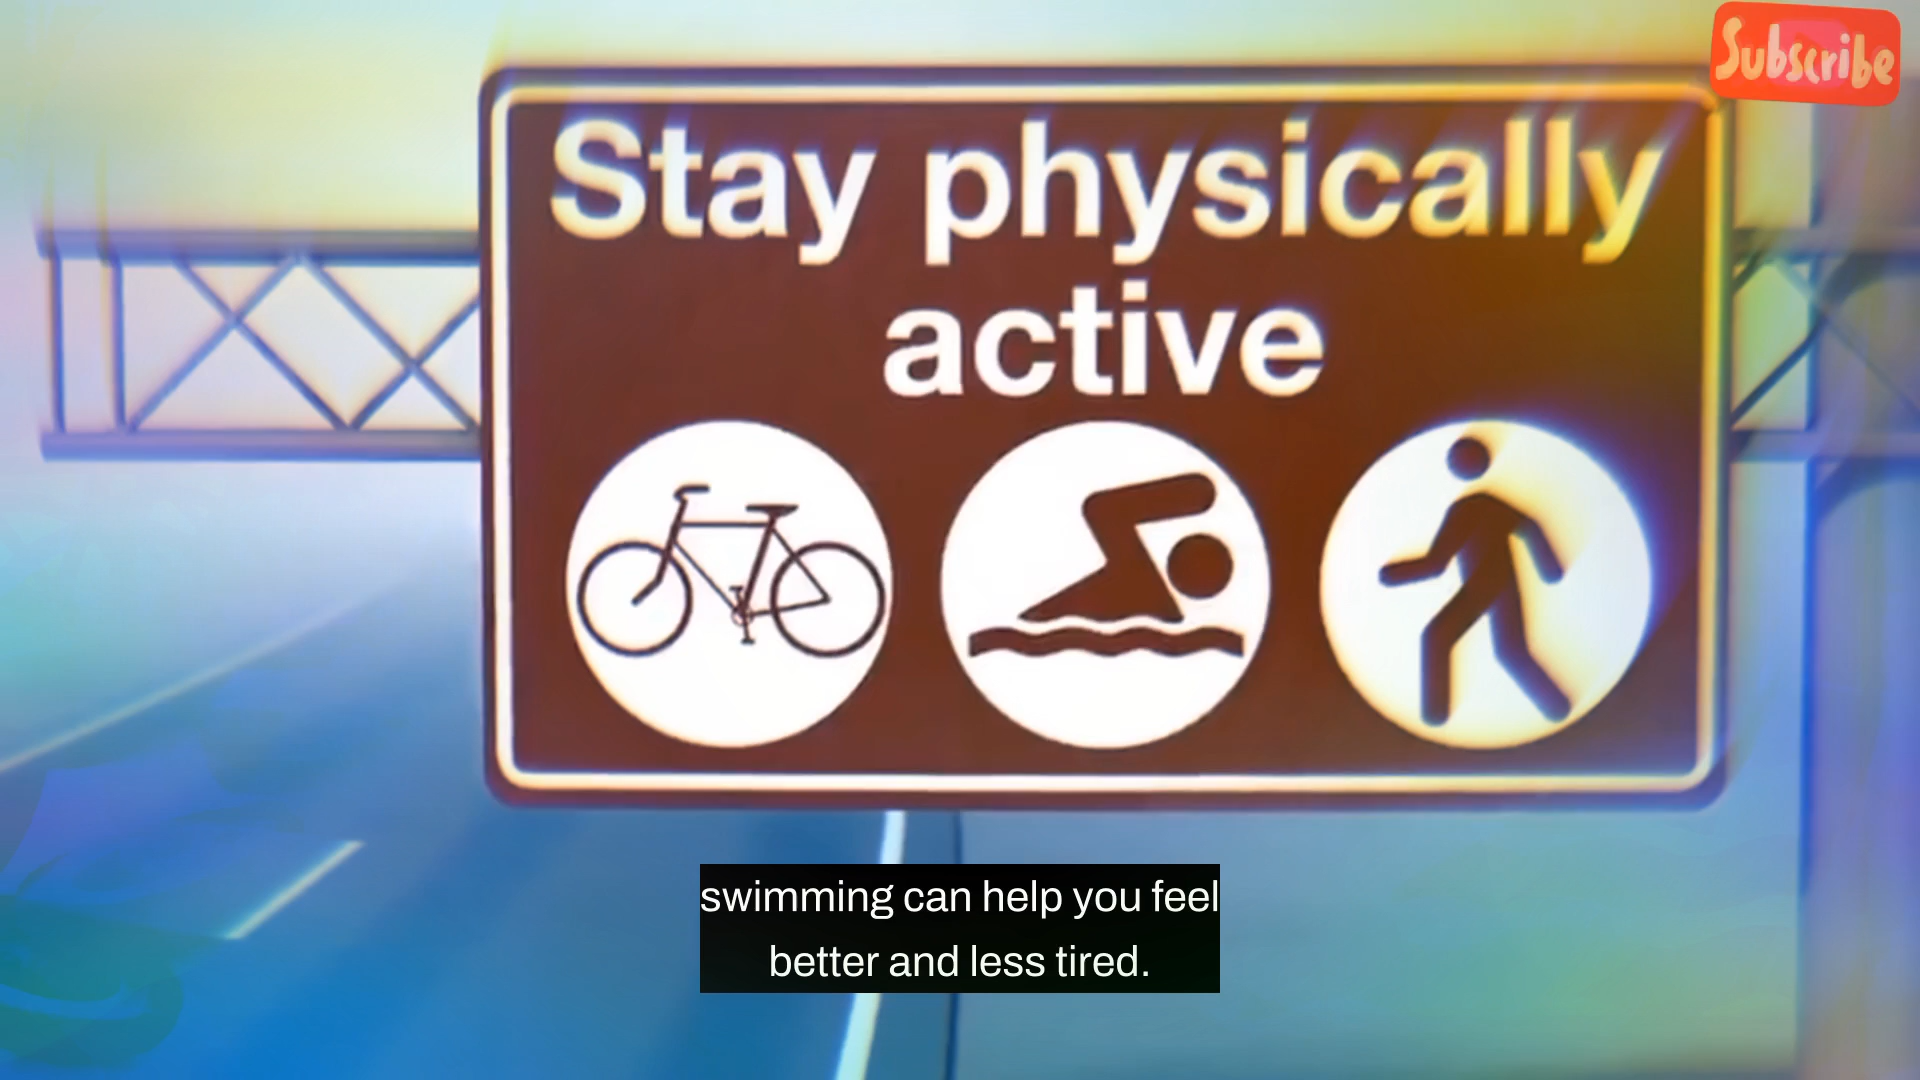 Subscribe
Stay physically
active
swimming can help you feel
better and less tired.